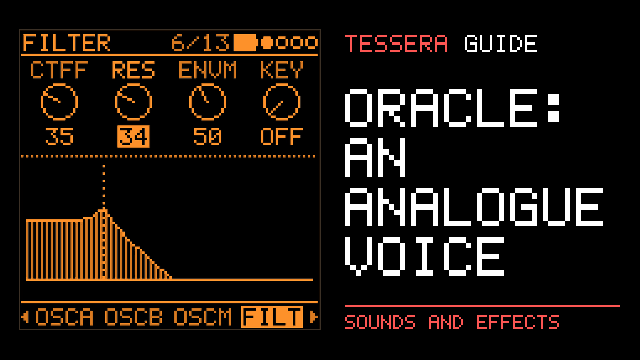 FILTER 6/13
CTFF RES ENVM KEY
35 34 50 OFF
OSCA OSCB OSCM FILT
TESSERA GUIDE
ORACLE:
AN
ANALOGUE
VOICE
SOUNDS AND EFFECTS